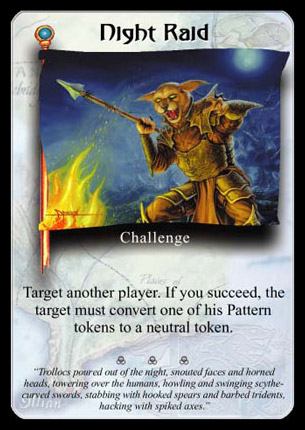 Night Raid
Challenge
Target another player. If you succeed, the
target must convert one of his Pattern
tokens to a neutral token.
"Trollocs poured out of the night, snouted faces and horned
heads, towering over the humans, howling and swinging scythe-
curved swords, stabbing with hooked spears and barbed tridents,
hacking with spiked axes."